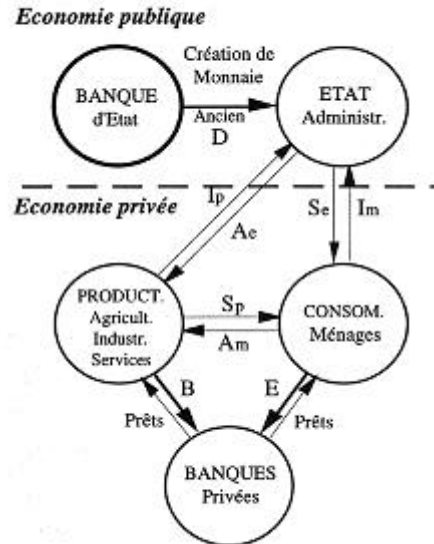 Economie publique
Création de
Monnaie
BANQUE
d'Etat
Ancien
D
ETAT
Administr.
Economie privée
Ip
Ae
Se
Im
PRODUCT.
Agricult.
Industr.
Services
Sp
Am
CONSOM.
Ménages
B
E
Prêts
Prêts
BANQUES
Privées